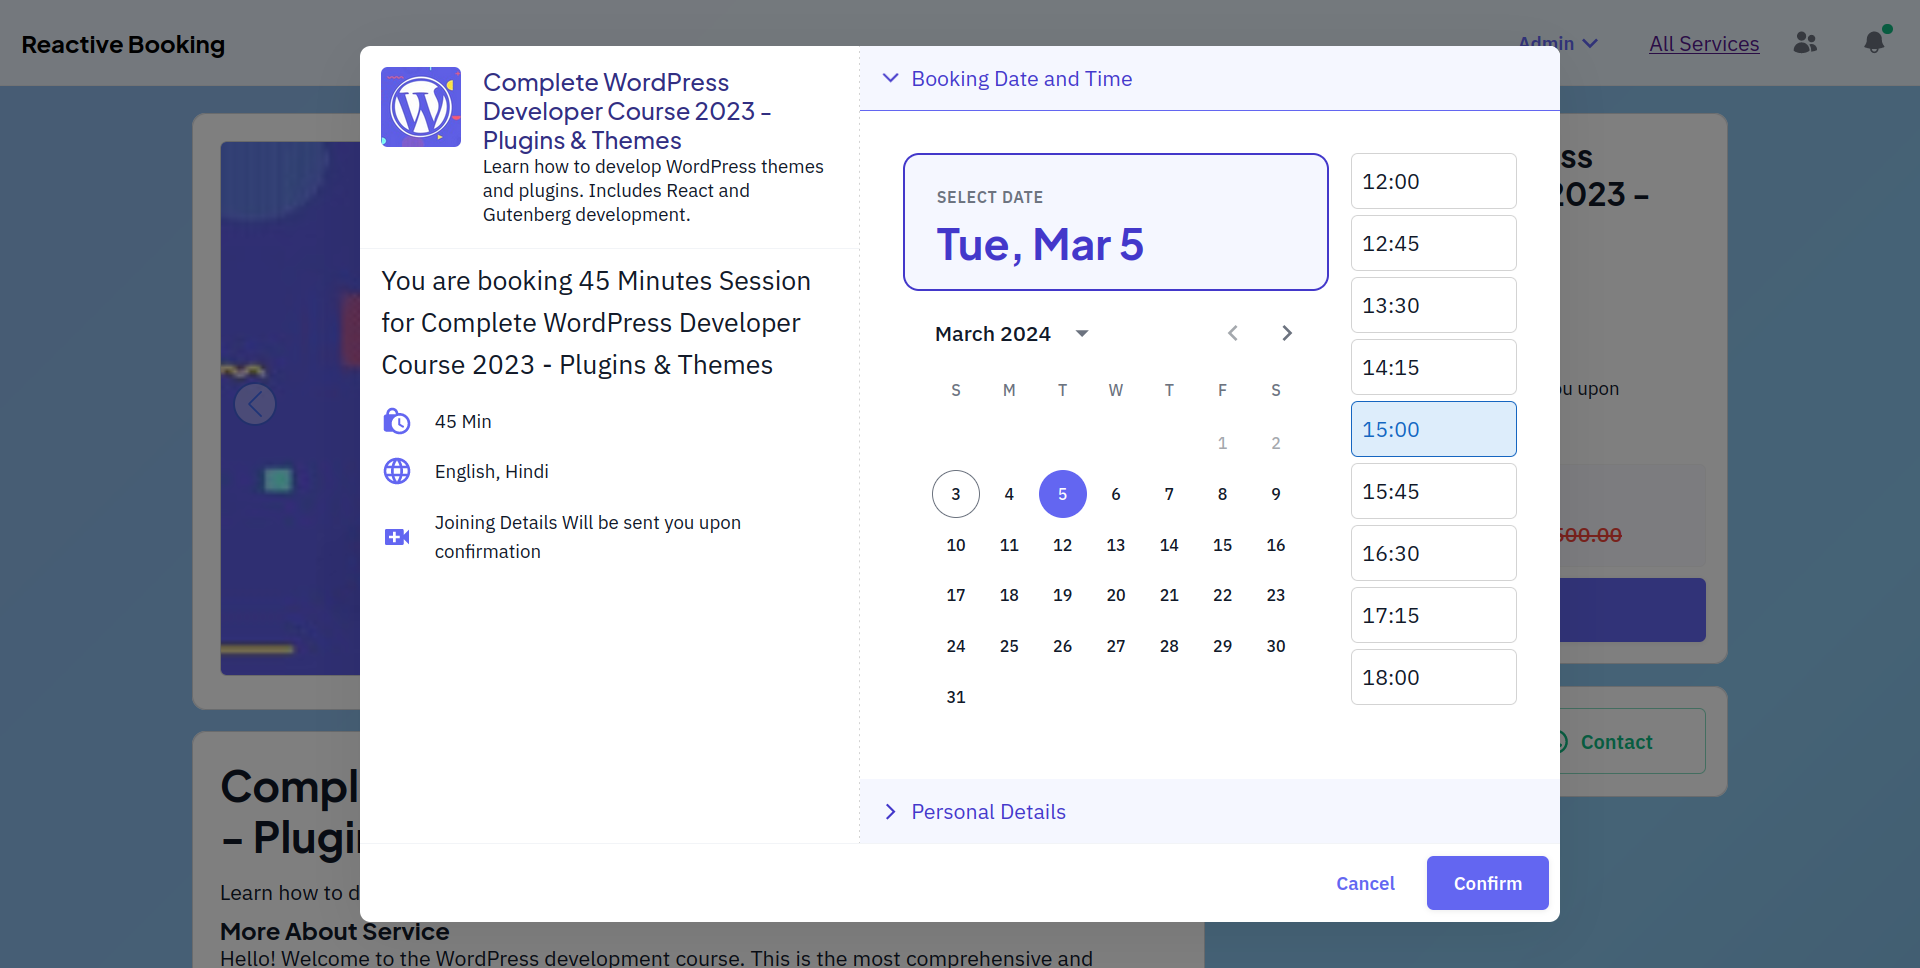 Reactive Booking
Admin
All Services
Complete WordPress
Developer Course 2023 -
Plugins & Themes
Learn how to develop WordPress themes
and plugins. Includes React and
Gutenberg development.
You are booking 45 Minutes Session
for Complete WordPress Developer
Course 2023 - Plugins & Themes
45 Min
English, Hindi
Joining Details Will be sent you upon
confirmation
Booking Date and Time
SELECT DATE
Tue, Mar 5
March 2024
S M T W T F S
1 2
3 4 5 6 7 8 9
10 11 12 13 14 15 16
17 18 19 20 21 22 23
24 25 26 27 28 29 30
31
12:00
12:45
13:30
14:15
15:00
15:45
16:30
17:15
18:00
Personal Details
Cancel
Confirm
ss
2023 -
u upon
500.00
Contact
Compl
- Plugi
Learn how to d
More About Service
Hello! Welcome to the WordPress development course. This is the most comprehensive and